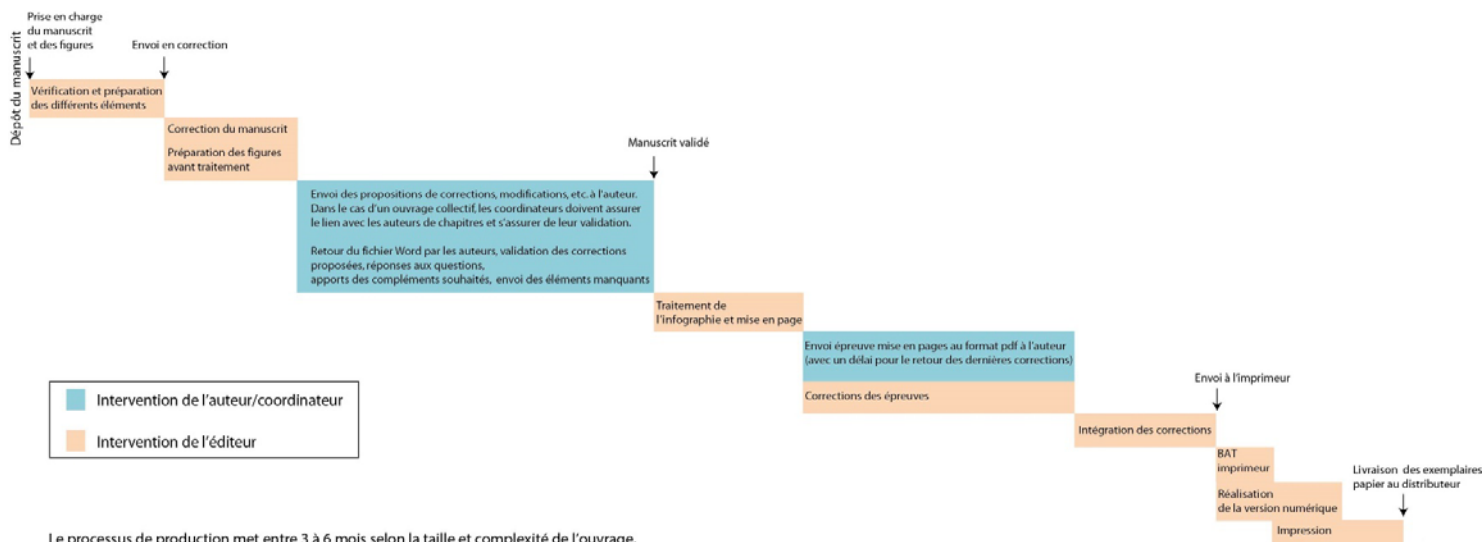 Dépôt du manuscrit
Prise en charge
du manuscrit
et des figures
Envoi en correction
Vérification et préparation
des différents éléments
Correction du manuscrit
Préparation des figures
avant traitement
Manuscrit validé
Envoi des propositions de corrections, modifications, etc. à l'auteur.
Dans le cas d'un ouvrage collectif, les coordinateurs doivent assurer
le lien avec les auteurs de chapitres et s'assurer de leur validation.
Retour du fichier Word par les auteurs, validation des corrections
proposées, réponses aux questions,
apports des compléments souhaités, envoi des éléments manquants
Traitement de
l'infographie et mise en page
Envoi épreuve mise en pages au format pdf à l'auteur
(avec un délai pour le retour des dernières corrections)
Corrections des épreuves
Envoi à l'imprimeur
Intégration des corrections
BAT
imprimeur
Réalisation
de la version numérique
Livraison des exemplaires
papier au distributeur
Impression
Intervention de l'auteur/coordinateur
Intervention de l'éditeur
Le processus de production met entre 3 à 6 mois selon la taille et complexité de l'ouvrage.